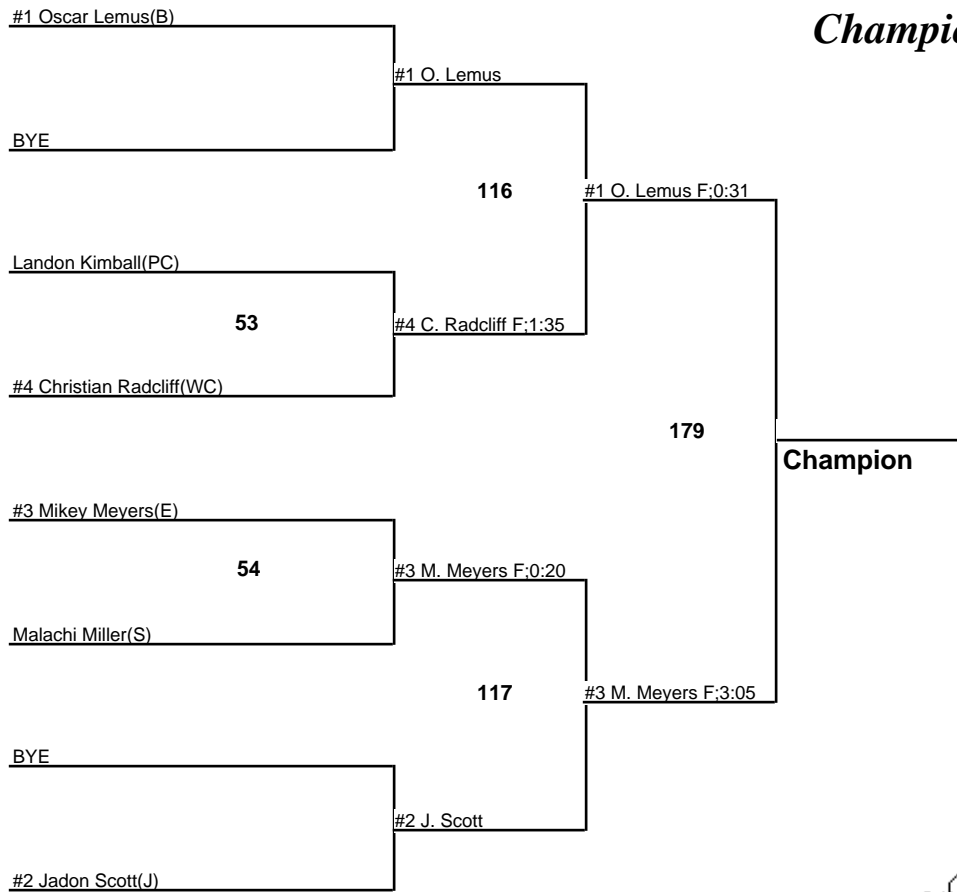 #1 Oscar Lemus(B)
#1 O. Lemus
BYE
116
#1 O. Lemus F;0:31
Landon Kimball(PC)
53
#4 C. Radcliff F;1:35
#4 Christian Radcliff(WC)
179
Champion
#3 Mikey Meyers(E)
54
#3 M. Meyers F;0:20
Malachi Miller(S)
117
#3 M. Meyers F;3:05
BYE
#2 J. Scott
#2 Jadon Scott(J)